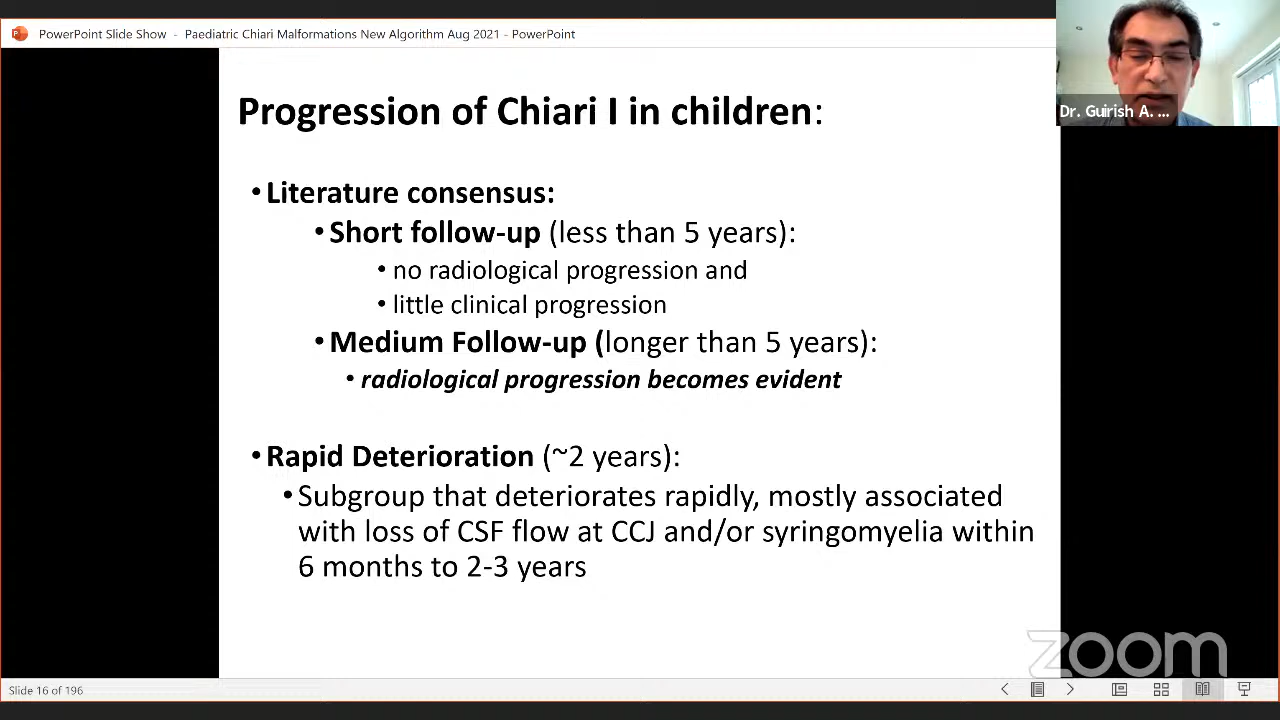 PowerPoint Slide Show - Paediatric Chiari Malformations New Algorithm Aug 2021 - PowerPoint
Dr. Guirish A. ...
Progression of Chiari I in children:
• Literature consensus:
• Short follow-up (less than 5 years):
• no radiological progression and
• little clinical progression
• Medium Follow-up (longer than 5 years):
• radiological progression becomes evident
• Rapid Deterioration (~2 years):
• Subgroup that deteriorates rapidly, mostly associated
with loss of CSF flow at CCJ and/or syringomyelia within
6 months to 2-3 years
zoom
Slide 16 of 196